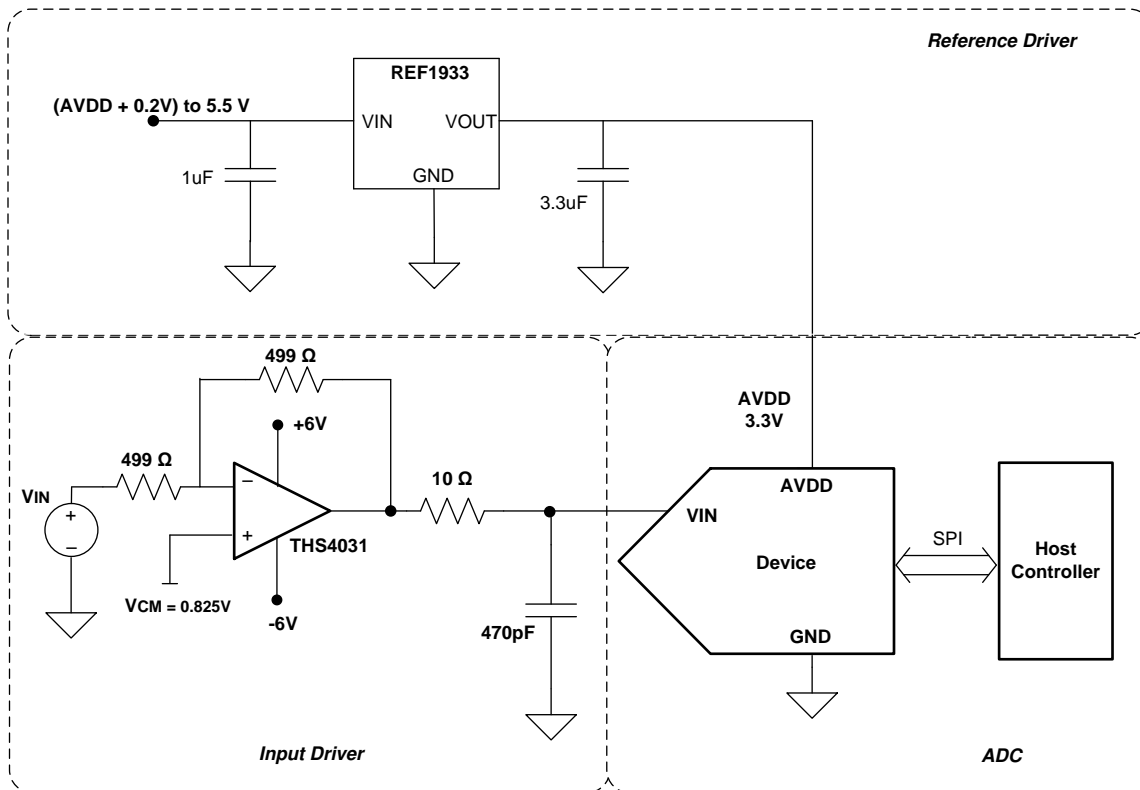 Reference Driver
REF1933
(AVDD + 0.2V) to 5.5 V
VIN
VOUT
GND
1uF
3.3uF
499 Ω
+6V
499 Ω
VIN
+
−
−
+
THS4031
10 Ω
VCM = 0.825V
-6V
470pF
Input Driver
AVDD
3.3V
AVDD
VIN
Device
GND
SPI
Host
Controller
ADC